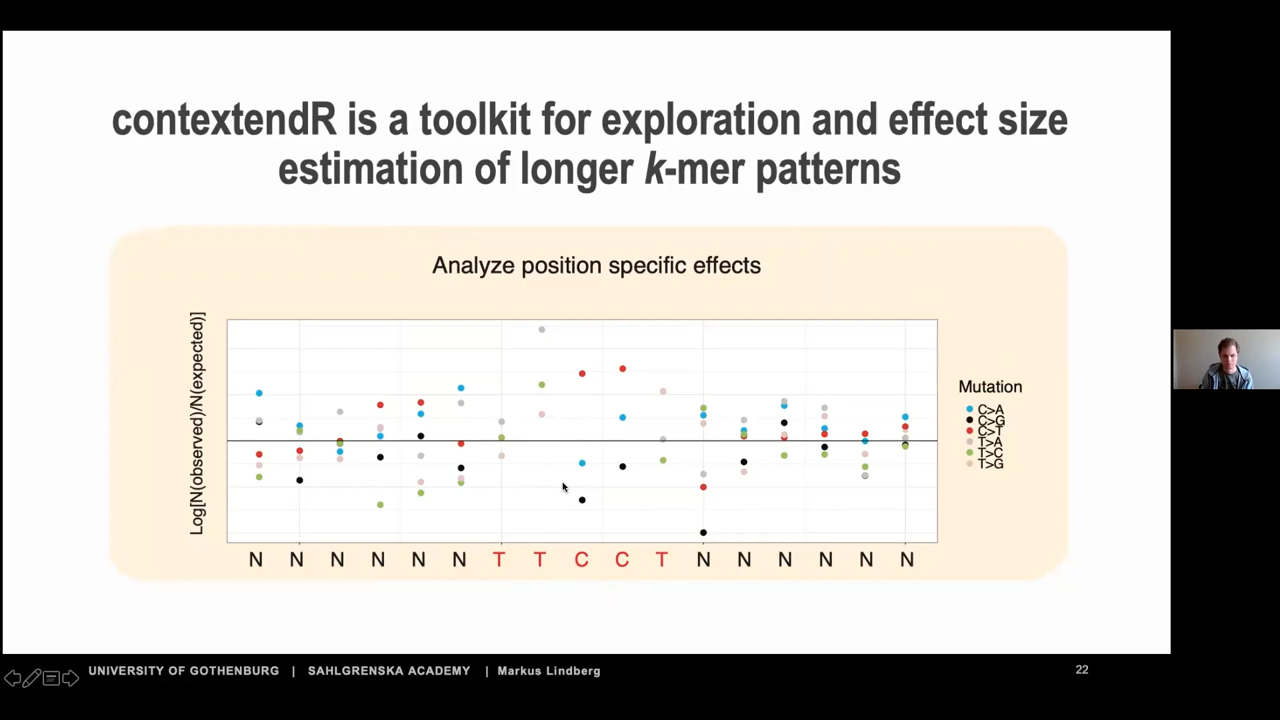 contextendR is a toolkit for exploration and effect size
estimation of longer k-mer patterns
Analyze position specific effects
Log[N(observed)/N(expected)]
Mutation
C>A
C>G
C>T
T>A
T>C
T>G
N N N N N N T T C C T N N N N N N
UNIVERSITY OF GOTHENBURG | SAHLGRENSKA ACADEMY | Markus Lindberg
22